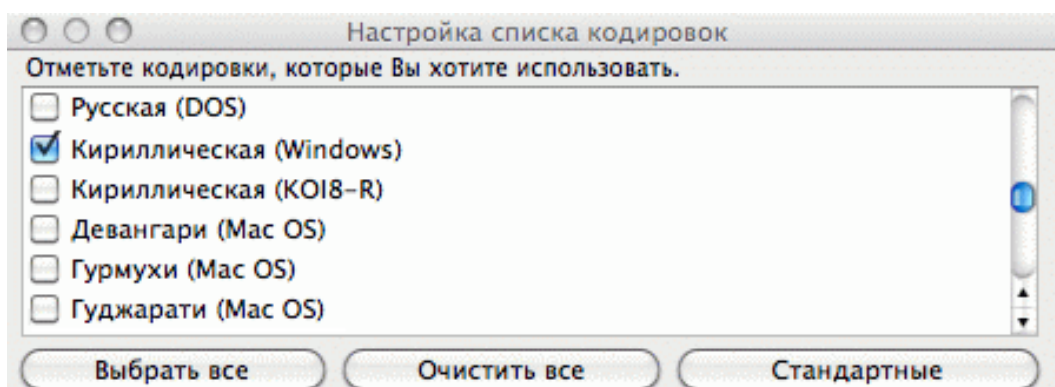 Настройка списка кодировок
Отметьте кодировки, которые Вы хотите использовать.
Русская (DOS)
Кириллическая (Windows)
Кириллическая (KOI8-R)
Девангари (Mac OS)
Гурмухи (Mac OS)
Гуджарати (Mac OS)
Выбрать все Очистить все Стандартные